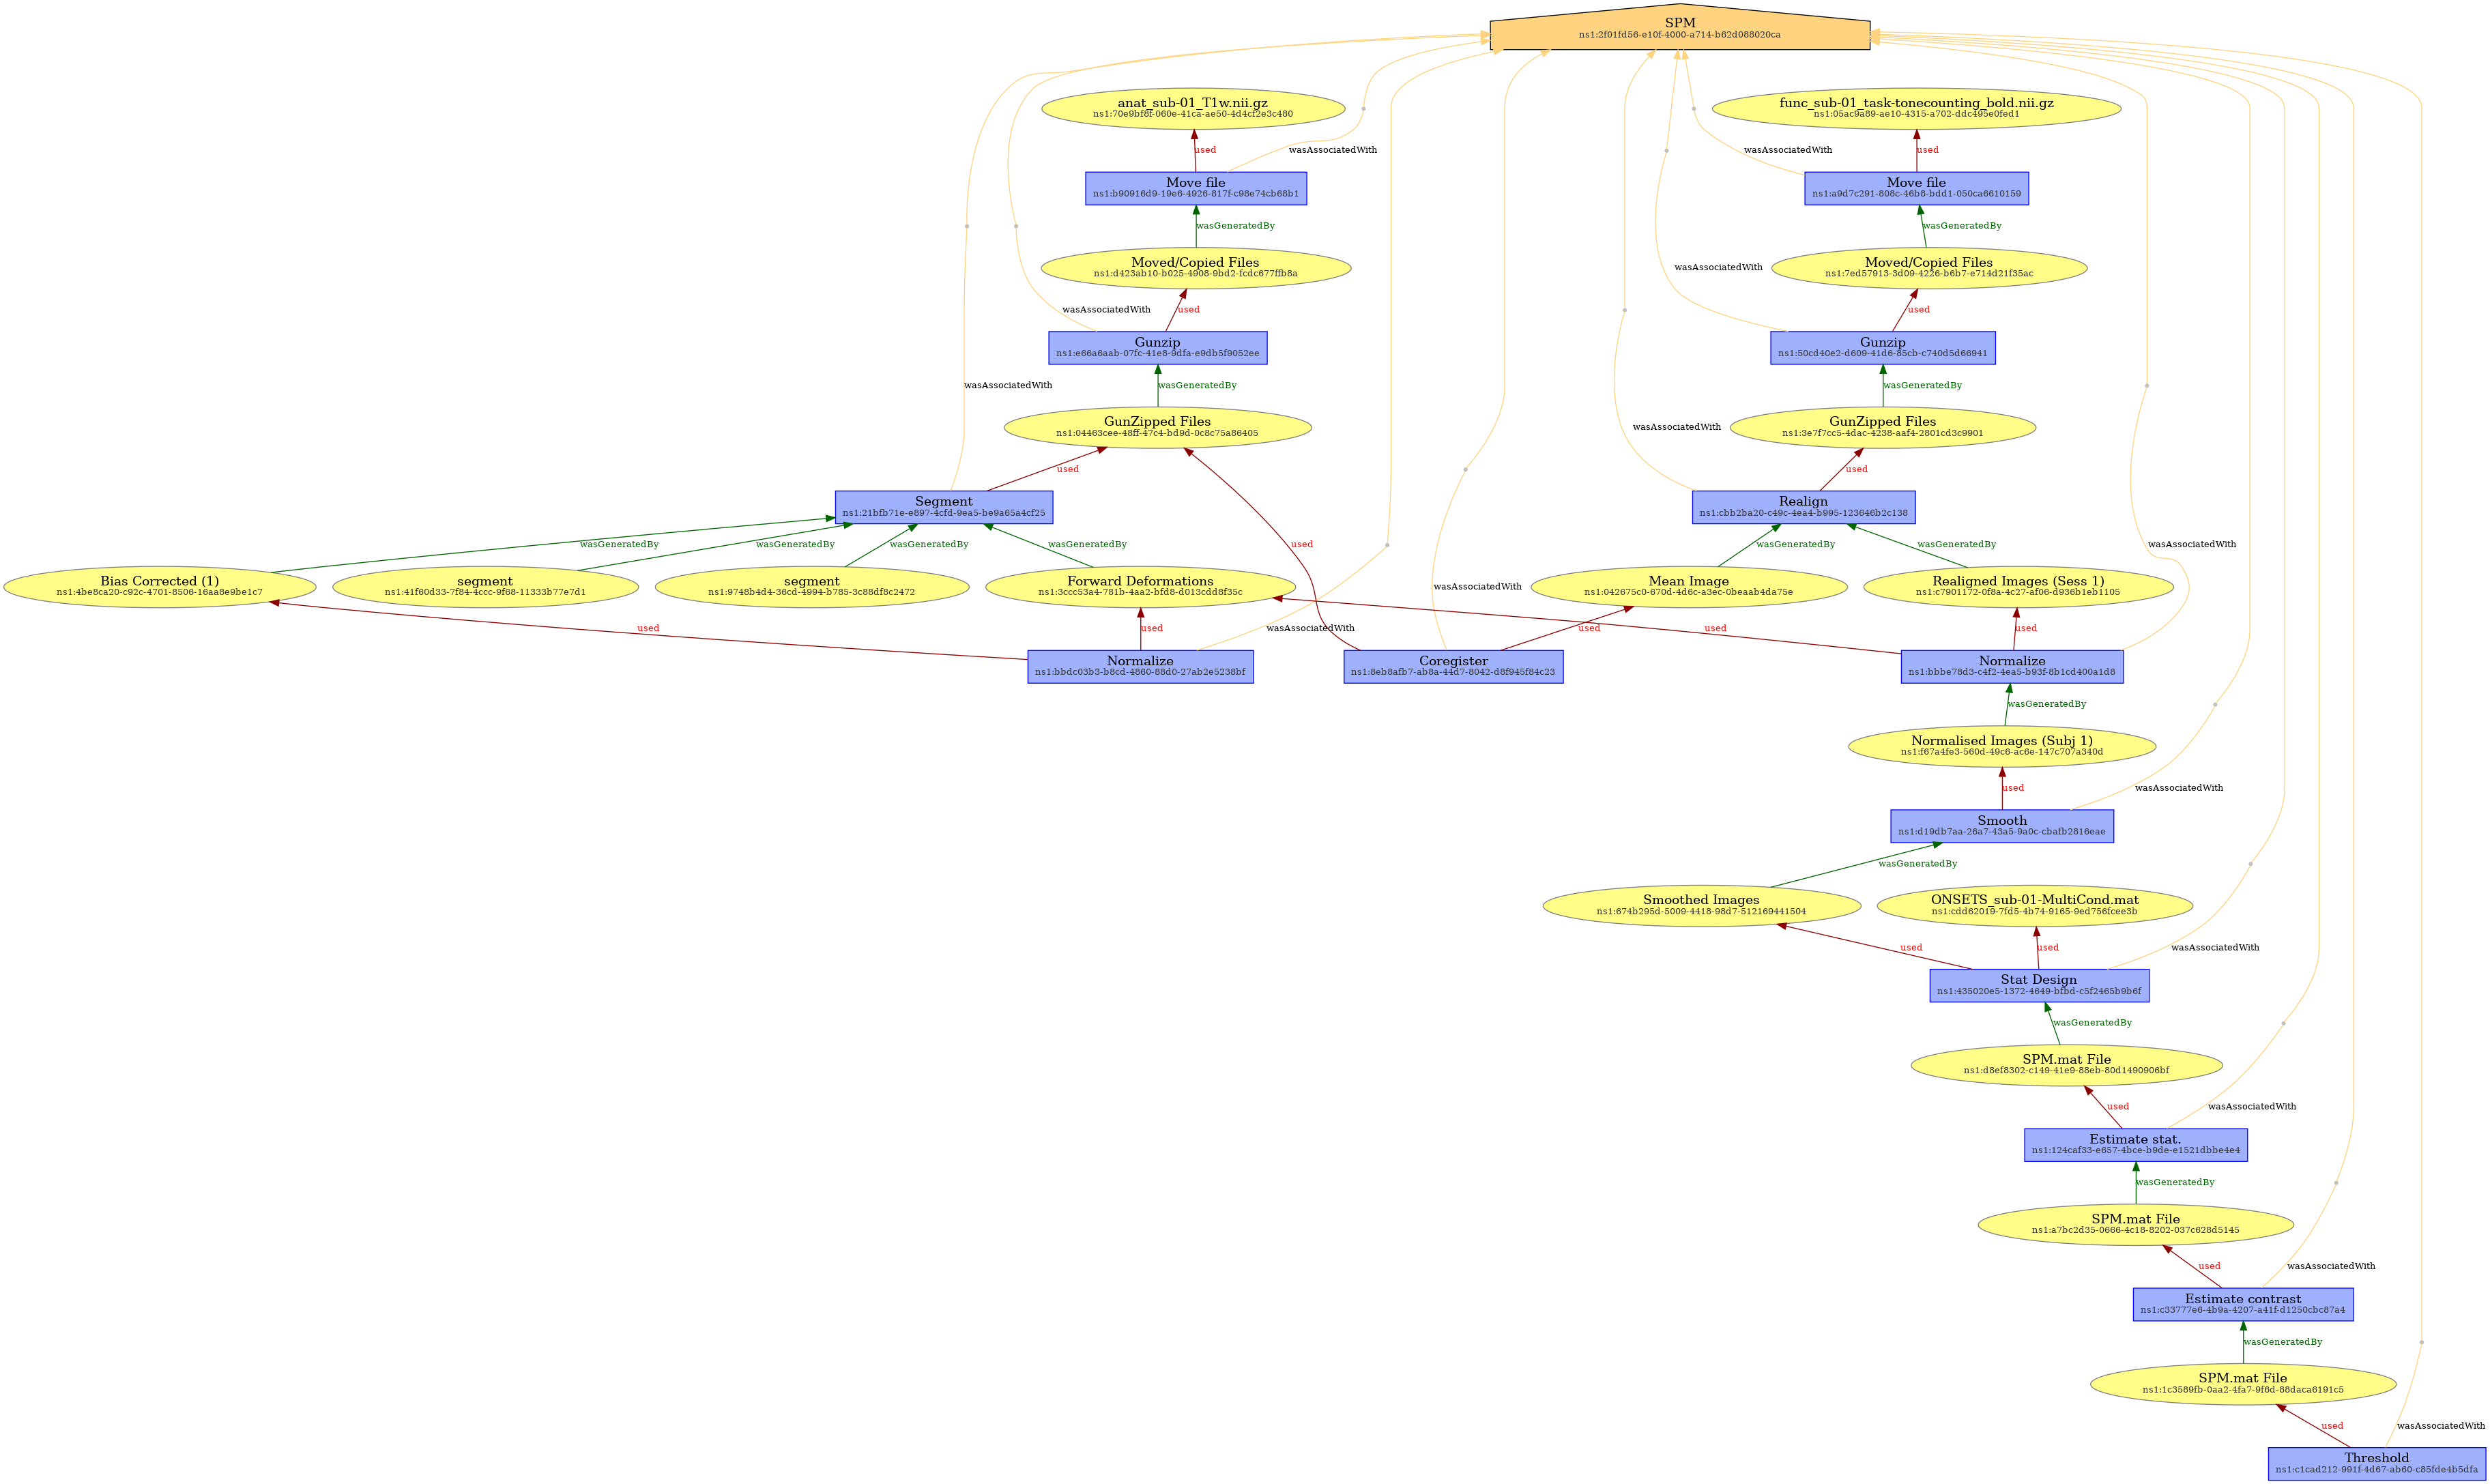 SPM
ns1:2f01fd56-e10f-4000-a714-b62d088020ca
anat_sub-01_T1w.nii.gz
ns1:70e9bf8f-060e-41ca-ae50-4d4cf2e3c480
func_sub-01_task-tonecounting_bold.nii.gz
ns1:05ac9a89-ae10-4315-a702-ddc495e0fed1
used
wasAssociatedWith
wasAssociatedWith
used
Move file
ns1:b90916d9-19e6-4926-817f-c98e74cb68b1
Move file
ns1:a9d7c291-808c-46b8-bdd1-050ca6610159
wasGeneratedBy
wasGeneratedBy
Moved/Copied Files
ns1:d423ab10-b025-4908-9bd2-fcdc677ffb8a
Moved/Copied Files
ns1:7ed57913-3d09-4226-b6b7-e714d21f35ac
wasAssociatedWith
used
wasAssociatedWith
used
Gunzip
ns1:e66a6aab-07fc-41e8-9dfa-e9db5f9052ee
Gunzip
ns1:50cd40e2-d609-41d6-85cb-c740d5d66941
wasAssociatedWith
wasGeneratedBy
wasGeneratedBy
GunZipped Files
ns1:04463cee-48ff-47c4-bd9d-0c8c75a86405
wasAssociatedWith
GunZipped Files
ns1:3e7f7cc5-4dac-4238-aaf4-2801cd3c9901
used
used
Segment
ns1:21bfb71e-e897-4cfd-9ea5-be9a65a4cf25
Realign
ns1:cbb2ba20-c49c-4ea4-b995-123646b2c138
wasGeneratedBy
wasGeneratedBy
wasGeneratedBy
wasGeneratedBy
used
wasGeneratedBy
wasGeneratedBy
wasAssociatedWith
Bias Corrected (1)
ns1:4be8ca20-c92c-4701-8506-16aa8e9be1c7
segment
ns1:41f60d33-7f84-4ccc-9f68-11333b77e7d1
segment
ns1:9748b4d4-36cd-4994-b785-3c88df8c2472
Forward Deformations
ns1:3ccc53a4-781b-4aa2-bfd8-d013cdd8f35c
wasAssociatedWith
Mean Image
ns1:042675c0-670d-4d6c-a3ec-0beaab4da75e
Realigned Images (Sess 1)
ns1:c7901172-0f8a-4c27-af06-d936b1eb1105
used
used
wasAssociatedWith
used
used
used
Normalize
ns1:bbdc03b3-b8cd-4860-88d0-27ab2e5238bf
Coregister
ns1:8eb8afb7-ab8a-44d7-8042-d8f945f84c23
Normalize
ns1:bbbe78d3-c4f2-4ea5-b93f-8b1cd400a1d8
wasGeneratedBy
Normalised Images (Subj 1)
ns1:f67a4fe3-560d-49c6-ac6e-147c707a340d
used
wasAssociatedWith
Smooth
ns1:d19db7aa-26a7-43a5-9a0c-cbafb2816eae
wasGeneratedBy
Smoothed Images
ns1:674b295d-5009-4418-98d7-512169441504
ONSETS_sub-01-MultiCond.mat
ns1:cdd62019-7fd5-4b74-9165-9ed756fcee3b
used
used
wasAssociatedWith
Stat Design
ns1:435020e5-1372-4649-bfbd-c5f2465b9b6f
wasGeneratedBy
SPM.mat File
ns1:d8ef8302-c149-41e9-88eb-80d1490906bf
used
wasAssociatedWith
Estimate stat.
ns1:124caf33-e657-4bce-b9de-e1521dbbe4e4
wasGeneratedBy
SPM.mat File
ns1:a7bc2d35-0666-4c18-8202-037c628d5145
used
wasAssociatedWith
Estimate contrast
ns1:c33777e6-4b9a-4207-a41f-d1250cbc87a4
wasGeneratedBy
SPM.mat File
ns1:1c3589fb-0aa2-4fa7-9f6d-88daca6191c5
used
wasAssociatedWith
Threshold
ns1:c1cad212-991f-4d67-ab60-c85fde4b5dfa